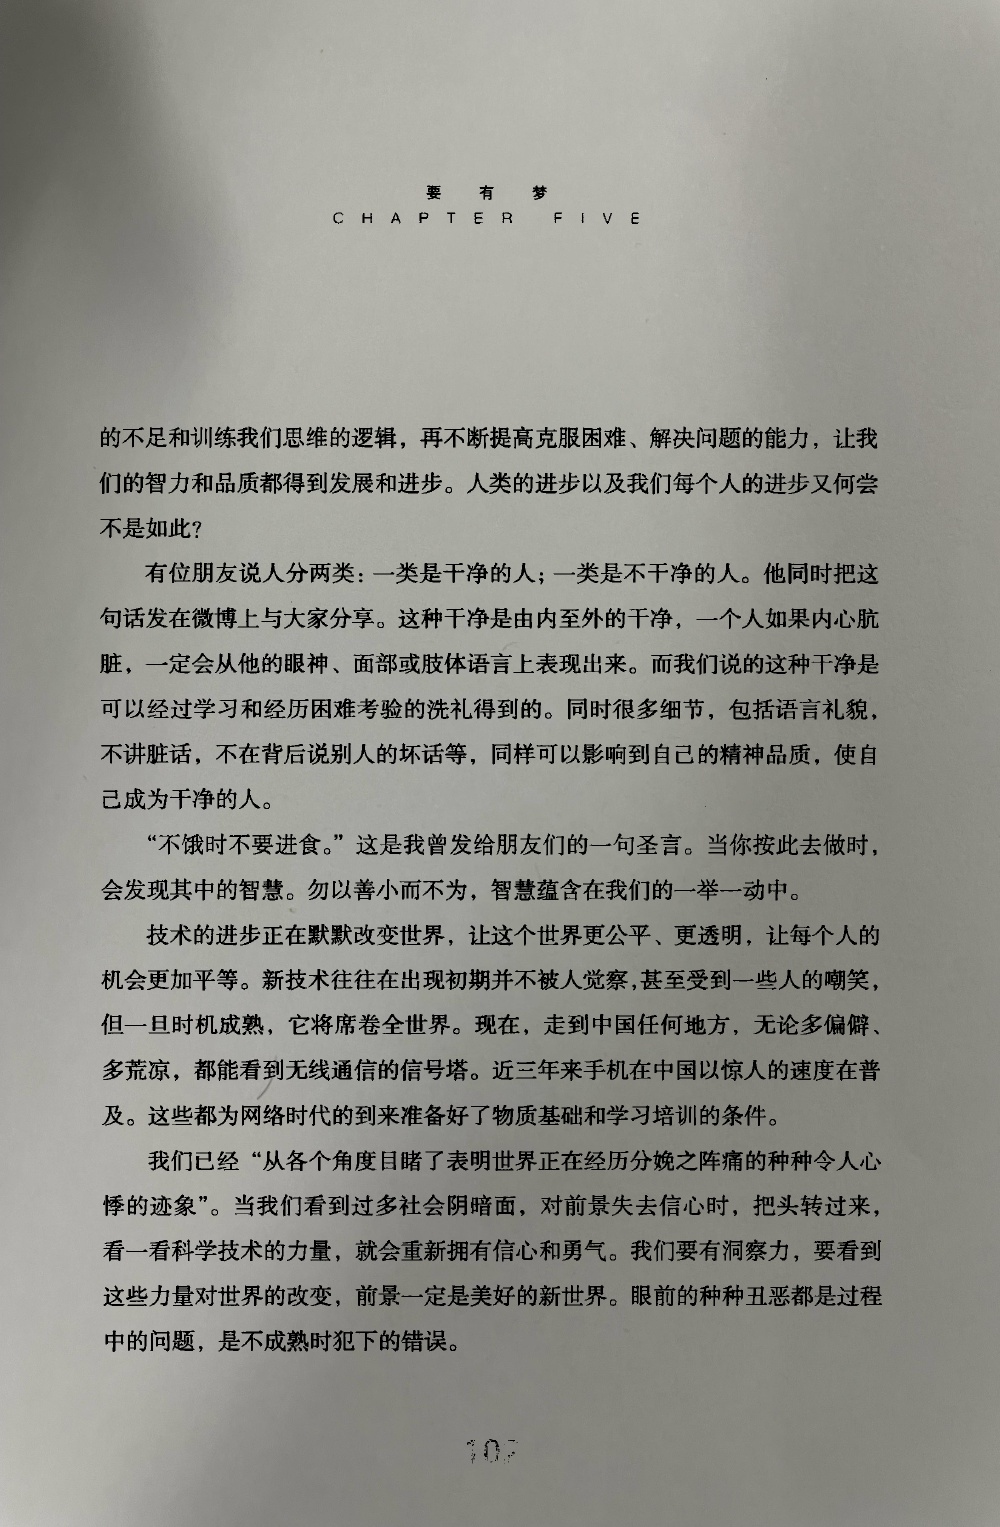 要有梦
CHAPTER FIVE
的不足和训练我们思维的逻辑，再不断提高克服困难、解决问题的能力，让我
们的智力和品质都得到发展和进步。人类的进步以及我们每个人的进步又何尝
不是如此？
有位朋友说人分两类：一类是干净的人；一类是不干净的人。他同时把这
句话发在微博上与大家分享。这种干净是由内至外的干净，一个人如果内心肮
脏，一定会从他的眼神、面部或肢体语言上表现出来。而我们说的这种干净是
可以经过学习和经历困难考验的洗礼得到的。同时很多细节，包括语言礼貌，
不讲脏话，不在背后说别人的坏话等，同样可以影响到自己的精神品质，使自
己成为干净的人。
“不饿时不要进食。”这是我曾发给朋友们的一句圣言。当你按此去做时，
会发现其中的智慧。勿以善小而不为，智慧蕴含在我们的一举一动中。
技术的进步正在默默改变世界，让这个世界更公平、更透明，让每个人的
机会更加平等。新技术往往在出现初期并不被人觉察，甚至受到一些人的嘲笑，
但一旦时机成熟，它将席卷全世界。现在，走到中国任何地方，无论多偏僻、
多荒凉，都能看到无线通信的信号塔。近三年来手机在中国以惊人的速度在普
及。这些都为网络时代的到来准备好了物质基础和学习培训的条件。
我们已经“从各个角度目睹了表明世界正在经历分娩之阵痛的种种令人心
悸的迹象”。当我们看到过多社会阴暗面，对前景失去信心时，把头转过来，
看一看科学技术的力量，就会重新拥有信心和勇气。我们要有洞察力，要看到
这些力量对世界的改变，前景一定是美好的新世界。眼前的种种丑恶都是过程
中的问题，是不成熟时犯下的错误。